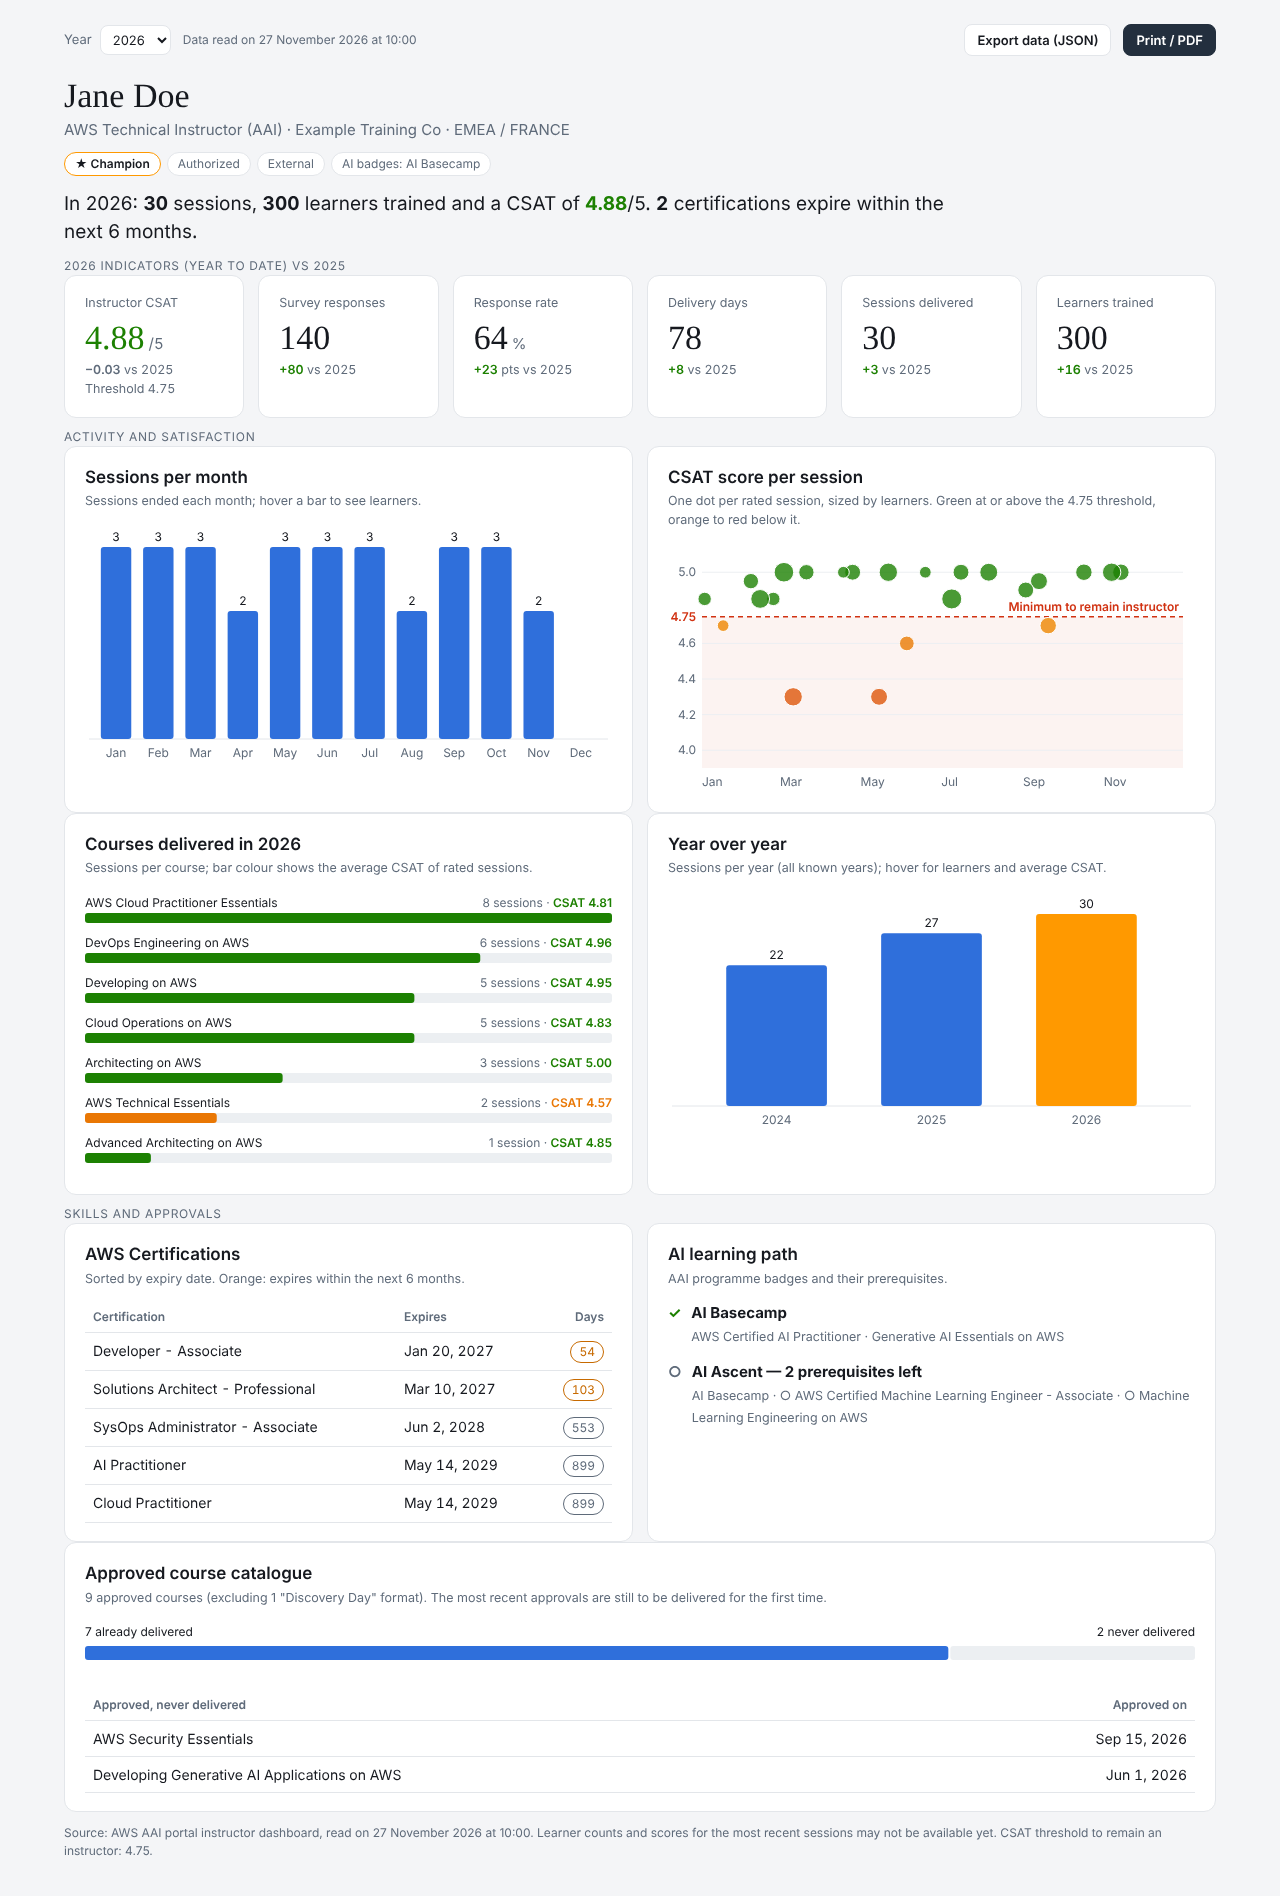 Year 2026 Data read on 27 November 2026 at 10:00 Export data (JSON) Print / PDF
Jane Doe
AWS Technical Instructor (AAI) · Example Training Co · EMEA / FRANCE
★ Champion Authorized External AI badges: AI Basecamp
In 2026: 30 sessions, 300 learners trained and a CSAT of 4.88/5. 2 certifications expire within the
next 6 months.
2026 INDICATORS (YEAR TO DATE) VS 2025
Instructor CSAT
4.88 /5
−0.03 vs 2025
Threshold 4.75
Survey responses
140
+80 vs 2025
Response rate
64 %
+23 pts vs 2025
Delivery days
78
+8 vs 2025
Sessions delivered
30
+3 vs 2025
Learners trained
300
+16 vs 2025
ACTIVITY AND SATISFACTION
Sessions per month
Sessions ended each month; hover a bar to see learners.
3 3 3 2 3 3 3 2 3 3 2
Jan Feb Mar Apr May Jun Jul Aug Sep Oct Nov Dec
CSAT score per session
One dot per rated session, sized by learners. Green at or above the 4.75 threshold,
orange to red below it.
5.0
Minimum to remain instructor
4.75
4.6
4.4
4.2
4.0
Jan Mar May Jul Sep Nov
Courses delivered in 2026
Sessions per course; bar colour shows the average CSAT of rated sessions.
AWS Cloud Practitioner Essentials 8 sessions · CSAT 4.81
DevOps Engineering on AWS 6 sessions · CSAT 4.96
Developing on AWS 5 sessions · CSAT 4.95
Cloud Operations on AWS 5 sessions · CSAT 4.83
Architecting on AWS 3 sessions · CSAT 5.00
AWS Technical Essentials 2 sessions · CSAT 4.57
Advanced Architecting on AWS 1 session · CSAT 4.85
Year over year
Sessions per year (all known years); hover for learners and average CSAT.
22 27 30
2024 2025 2026
SKILLS AND APPROVALS
AWS Certifications
Sorted by expiry date. Orange: expires within the next 6 months.
Certification Expires Days
Developer - Associate Jan 20, 2027 54
Solutions Architect - Professional Mar 10, 2027 103
SysOps Administrator - Associate Jun 2, 2028 553
AI Practitioner May 14, 2029 899
Cloud Practitioner May 14, 2029 899
AI learning path
AAI programme badges and their prerequisites.
✓ AI Basecamp
AWS Certified AI Practitioner · Generative AI Essentials on AWS
○ AI Ascent — 2 prerequisites left
AI Basecamp · ○ AWS Certified Machine Learning Engineer - Associate · ○ Machine
Learning Engineering on AWS
Approved course catalogue
9 approved courses (excluding 1 "Discovery Day" format). The most recent approvals are still to be delivered for the first time.
7 already delivered 2 never delivered
Approved, never delivered Approved on
AWS Security Essentials Sep 15, 2026
Developing Generative AI Applications on AWS Jun 1, 2026
Source: AWS AAI portal instructor dashboard, read on 27 November 2026 at 10:00. Learner counts and scores for the most recent sessions may not be available yet. CSAT threshold to remain an
instructor: 4.75.